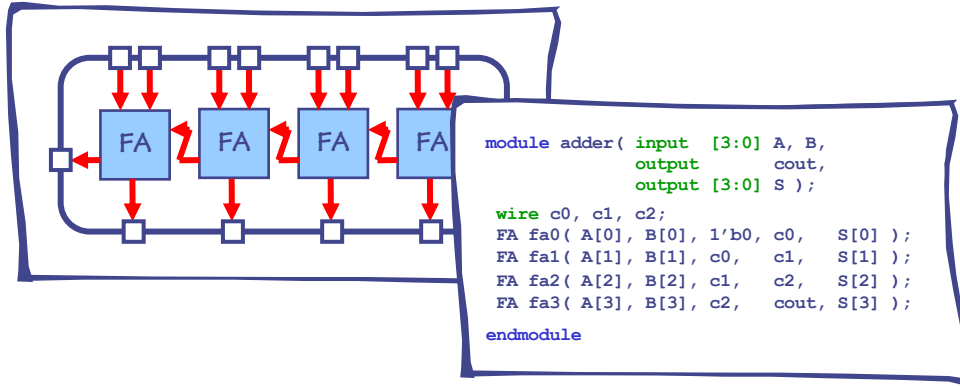 FA FA FA FA
module adder( input [3:0] A, B,
output cout,
output [3:0] S );
wire c0, c1, c2;
FA fa0( A[0], B[0], 1’b0, c0, S[0] );
FA fa1( A[1], B[1], c0, c1, S[1] );
FA fa2( A[2], B[2], c1, c2, S[2] );
FA fa3( A[3], B[3], c2, cout, S[3] );
endmodule